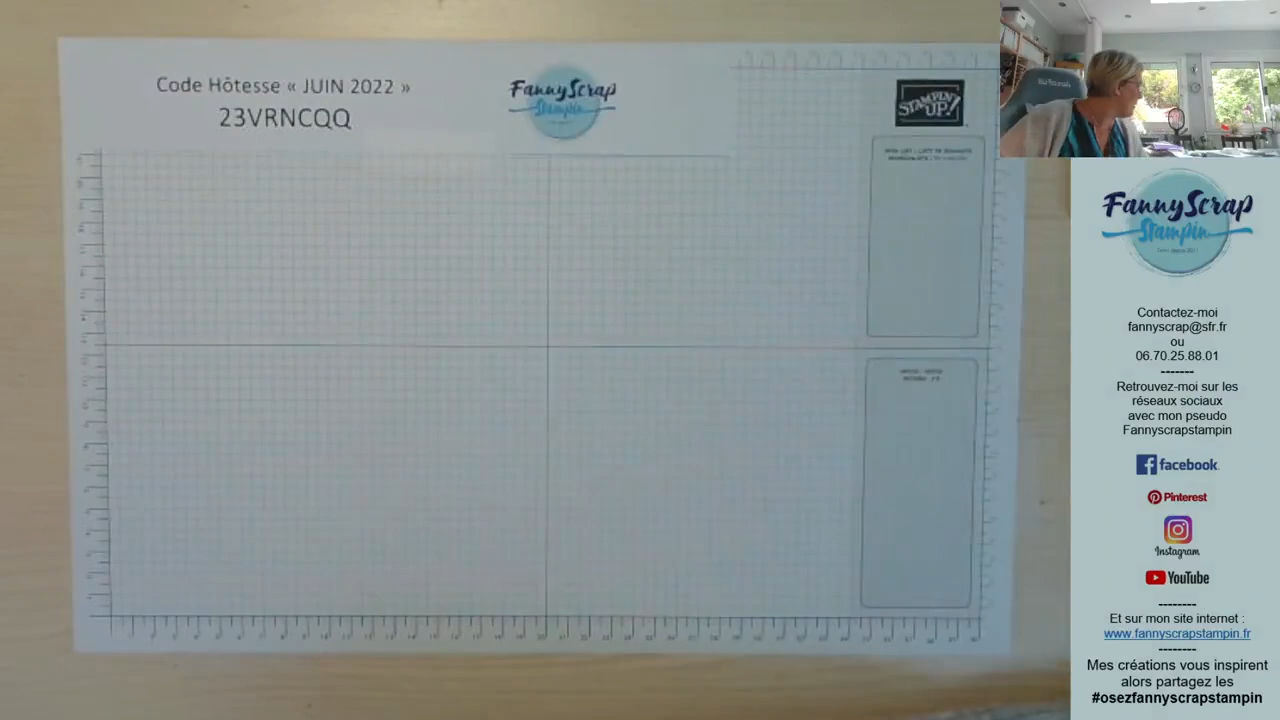 Code Hôtesse « JUIN 2022 »
23VRNCQQ
FannyScrap
Stampin
STAMPIN' UP!
FannyScrap
Stampin
Contactez-moi
fannyscrap@sfr.fr
ou
06.70.25.88.01
-------
Retrouvez-moi sur les
réseaux sociaux
avec mon pseudo
Fannyscrapstampin
facebook.
Pinterest
Instagram
YouTube
--------
Et sur mon site internet :
www.fannyscrapstampin.fr
--------
Mes créations vous inspirent
alors partagez les
#osezfannyscrapstampin